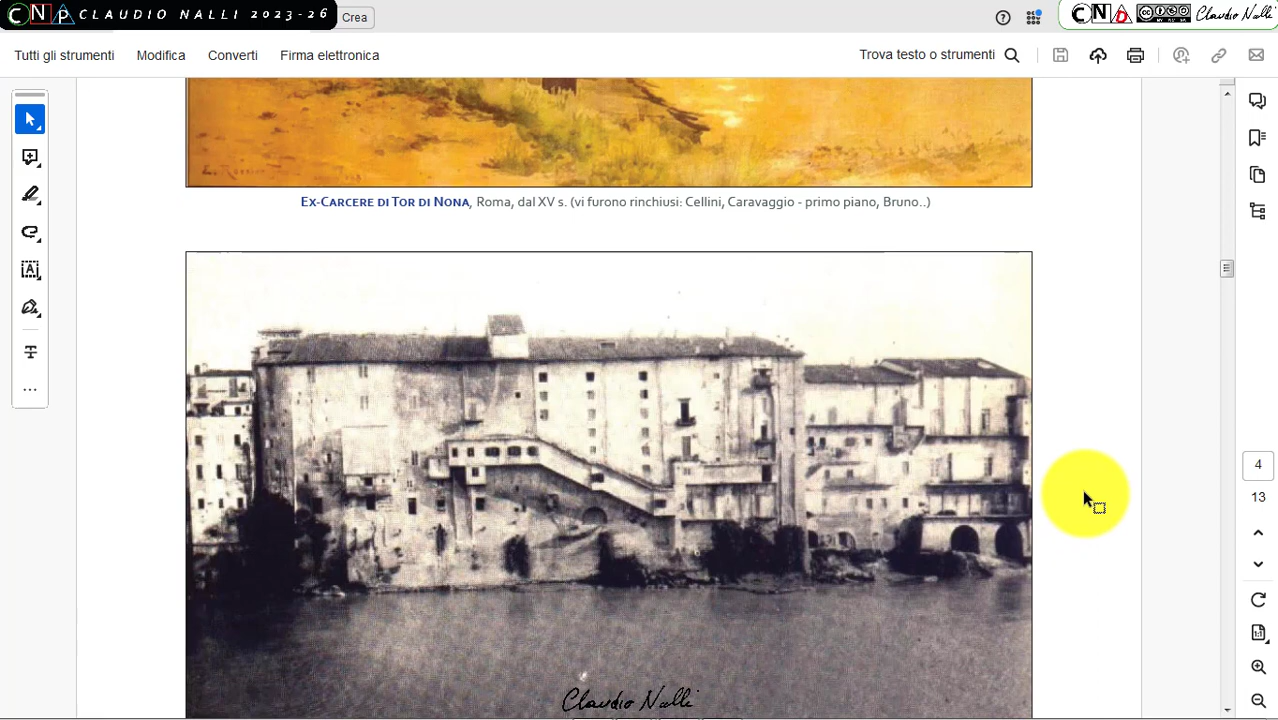 CNP CLAUDIO NALLI 2023-26
Crea
CND
Claudio Nalli
Tutti gli strumenti
Modifica
Converti
Firma elettronica
Trova testo o strumenti
Ex-Carcere di Tor di Nona, Roma, dal XV s. (vi furono rinchiusi: Cellini, Caravaggio - primo piano, Bruno..)
4
13
Claudio Nalli